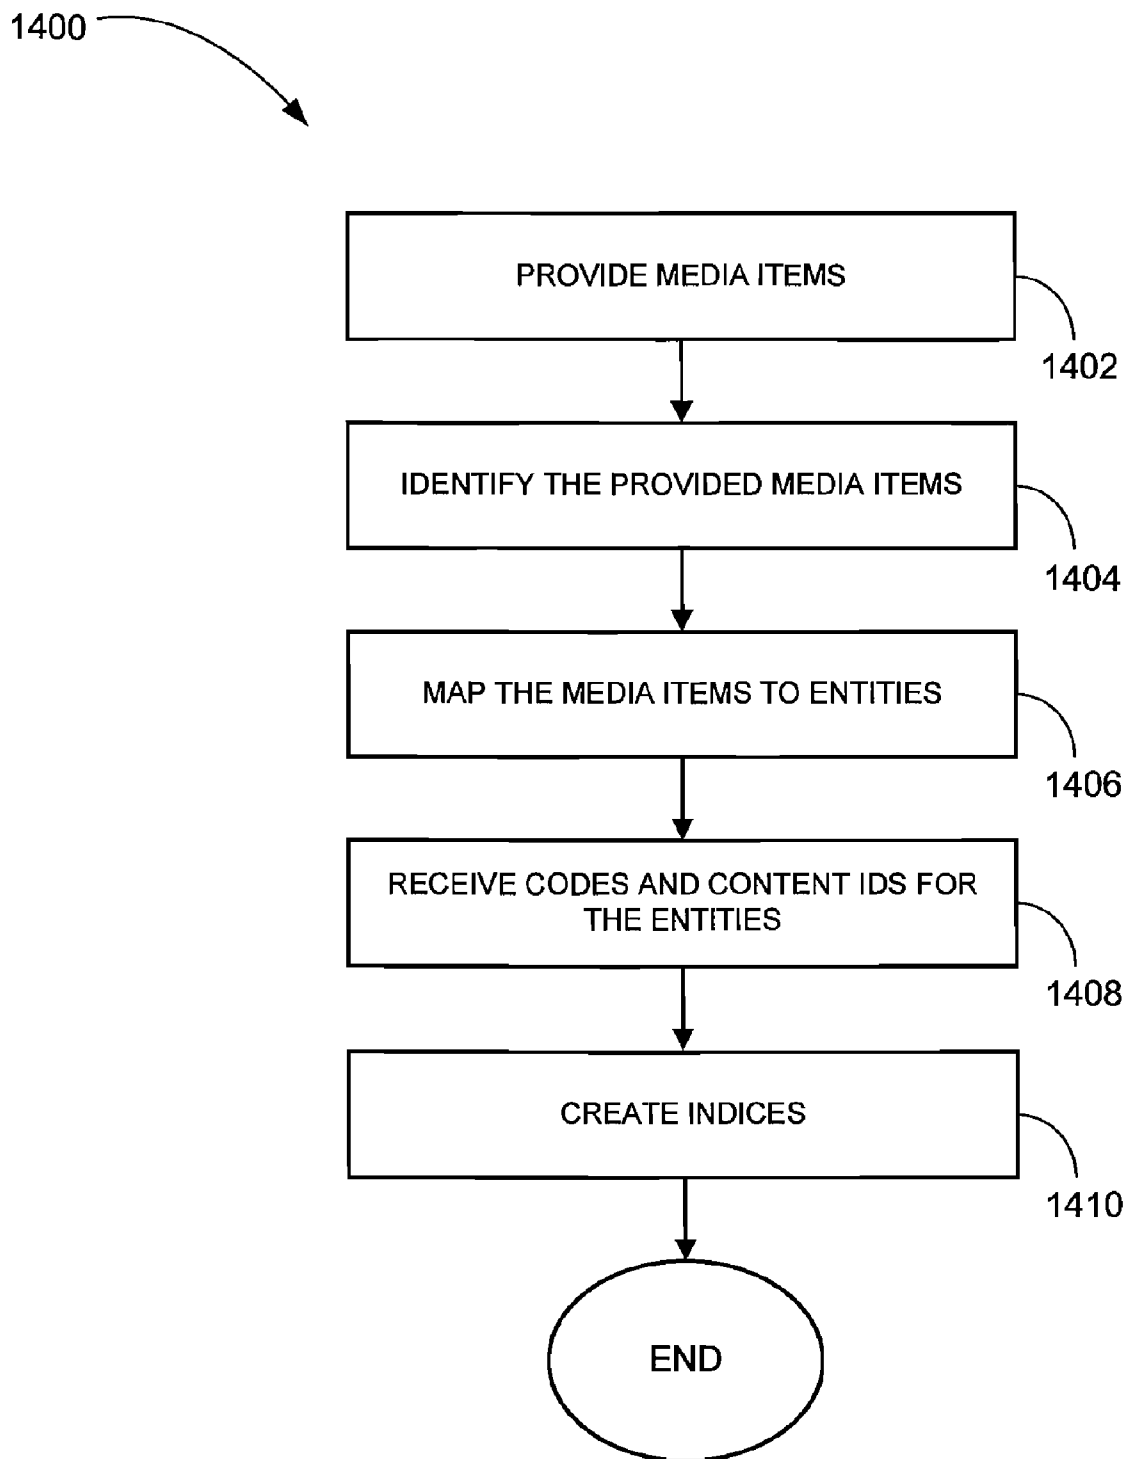 1400
PROVIDE MEDIA ITEMS
1402
IDENTIFY THE PROVIDED MEDIA ITEMS
1404
MAP THE MEDIA ITEMS TO ENTITIES
1406
RECEIVE CODES AND CONTENT IDS FOR
THE ENTITIES
1408
CREATE INDICES
1410
END